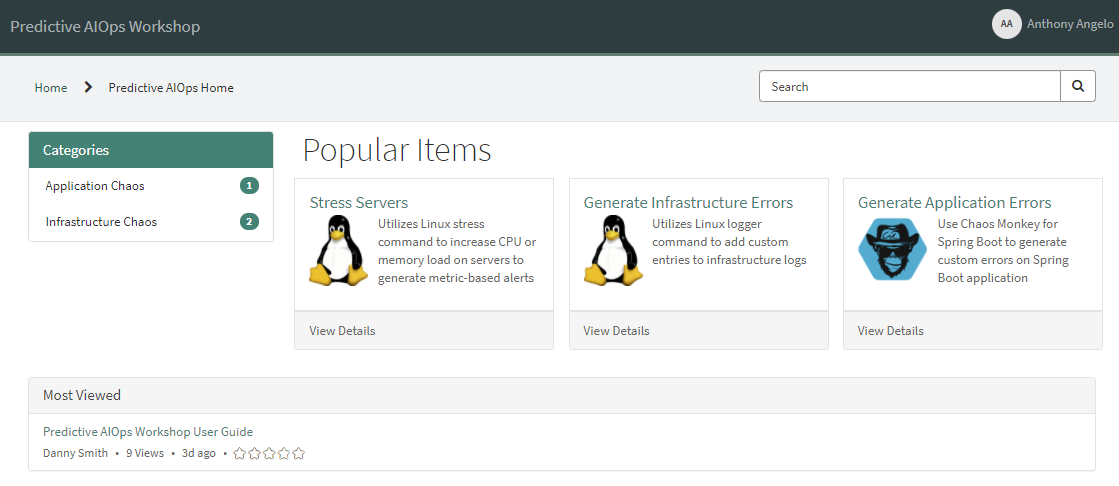 Predictive AIOps Workshop
AA Anthony Angelo
Home Predictive AIOps Home
Search
Categories
Application Chaos 1
Infrastructure Chaos 2
Popular Items
Stress Servers
Utilizes Linux stress
command to increase CPU or
memory load on servers to
generate metric-based alerts
View Details
Generate Infrastructure Errors
Utilizes Linux logger
command to add custom
entries to infrastructure logs
View Details
Generate Application Errors
Use Chaos Monkey for
Spring Boot to generate
custom errors on Spring
Boot application
View Details
Most Viewed
Predictive AIOps Workshop User Guide
Danny Smith • 9 Views • 3d ago •